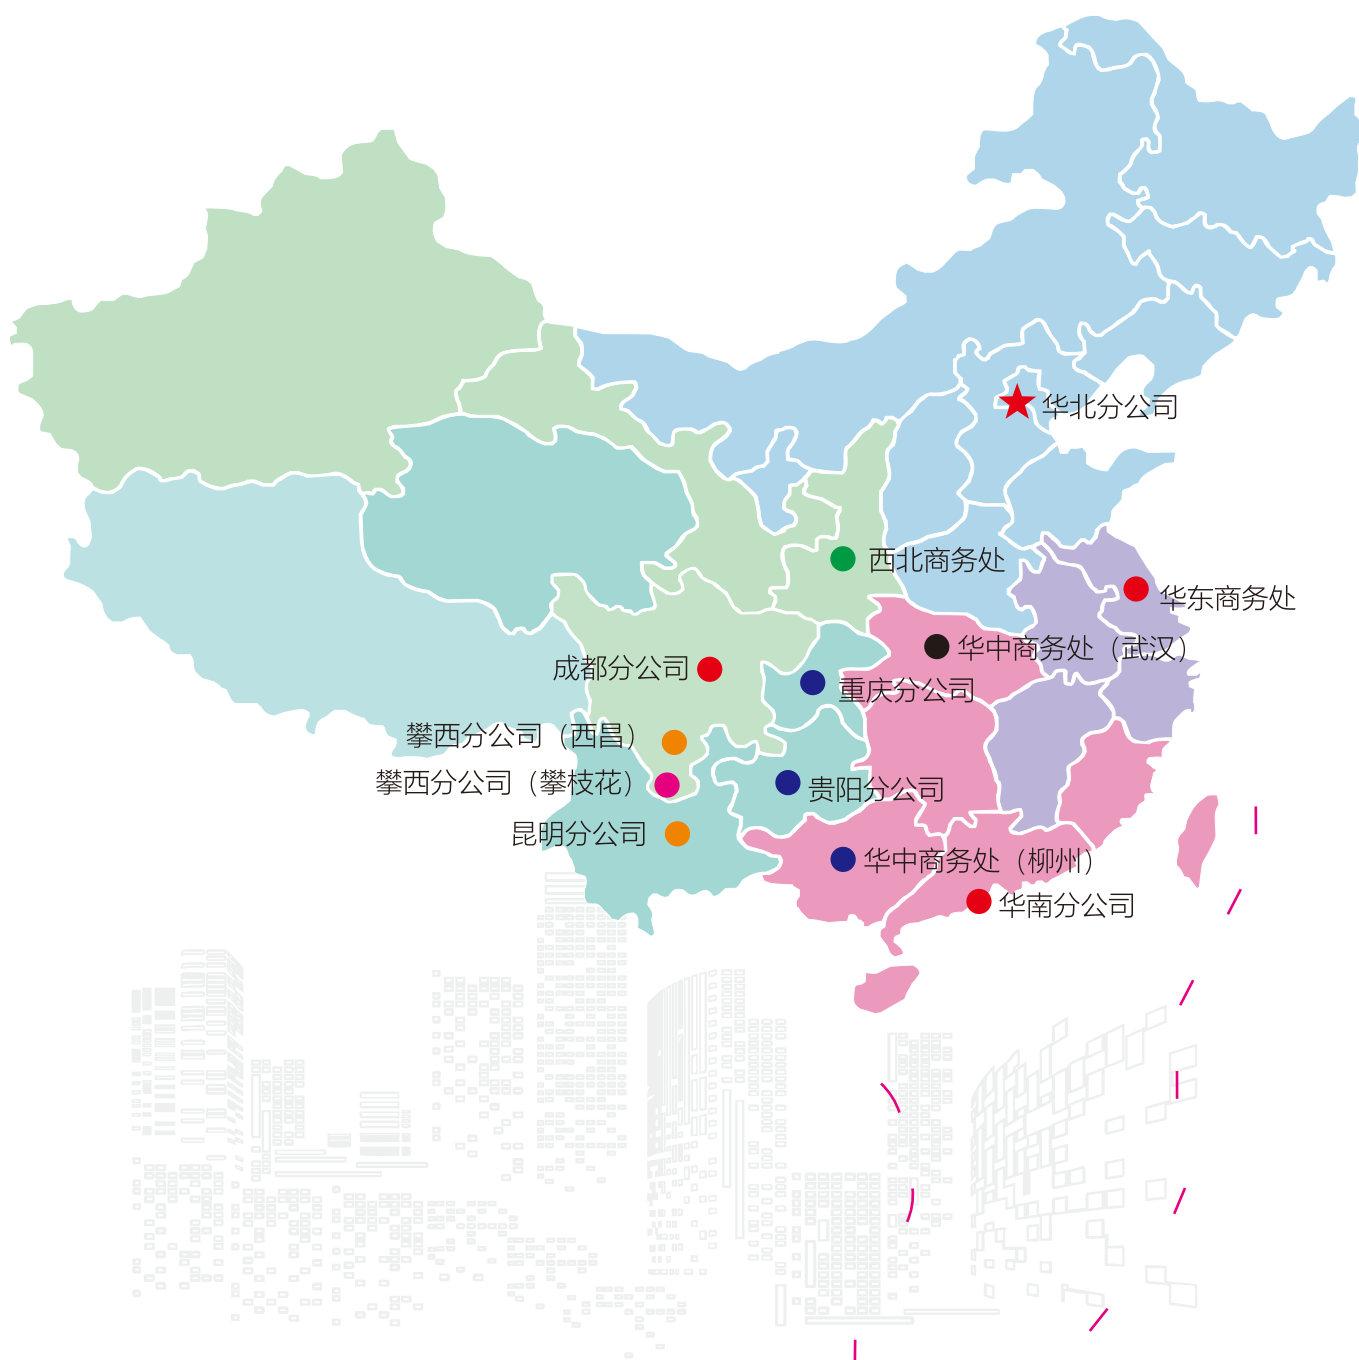 华北分公司
西北商务处
华东商务处
华中商务处（武汉）
成都分公司
重庆分公司
攀西分公司（西昌）
攀西分公司（攀枝花）
贵阳分公司
昆明分公司
华中商务处（柳州）
华南分公司